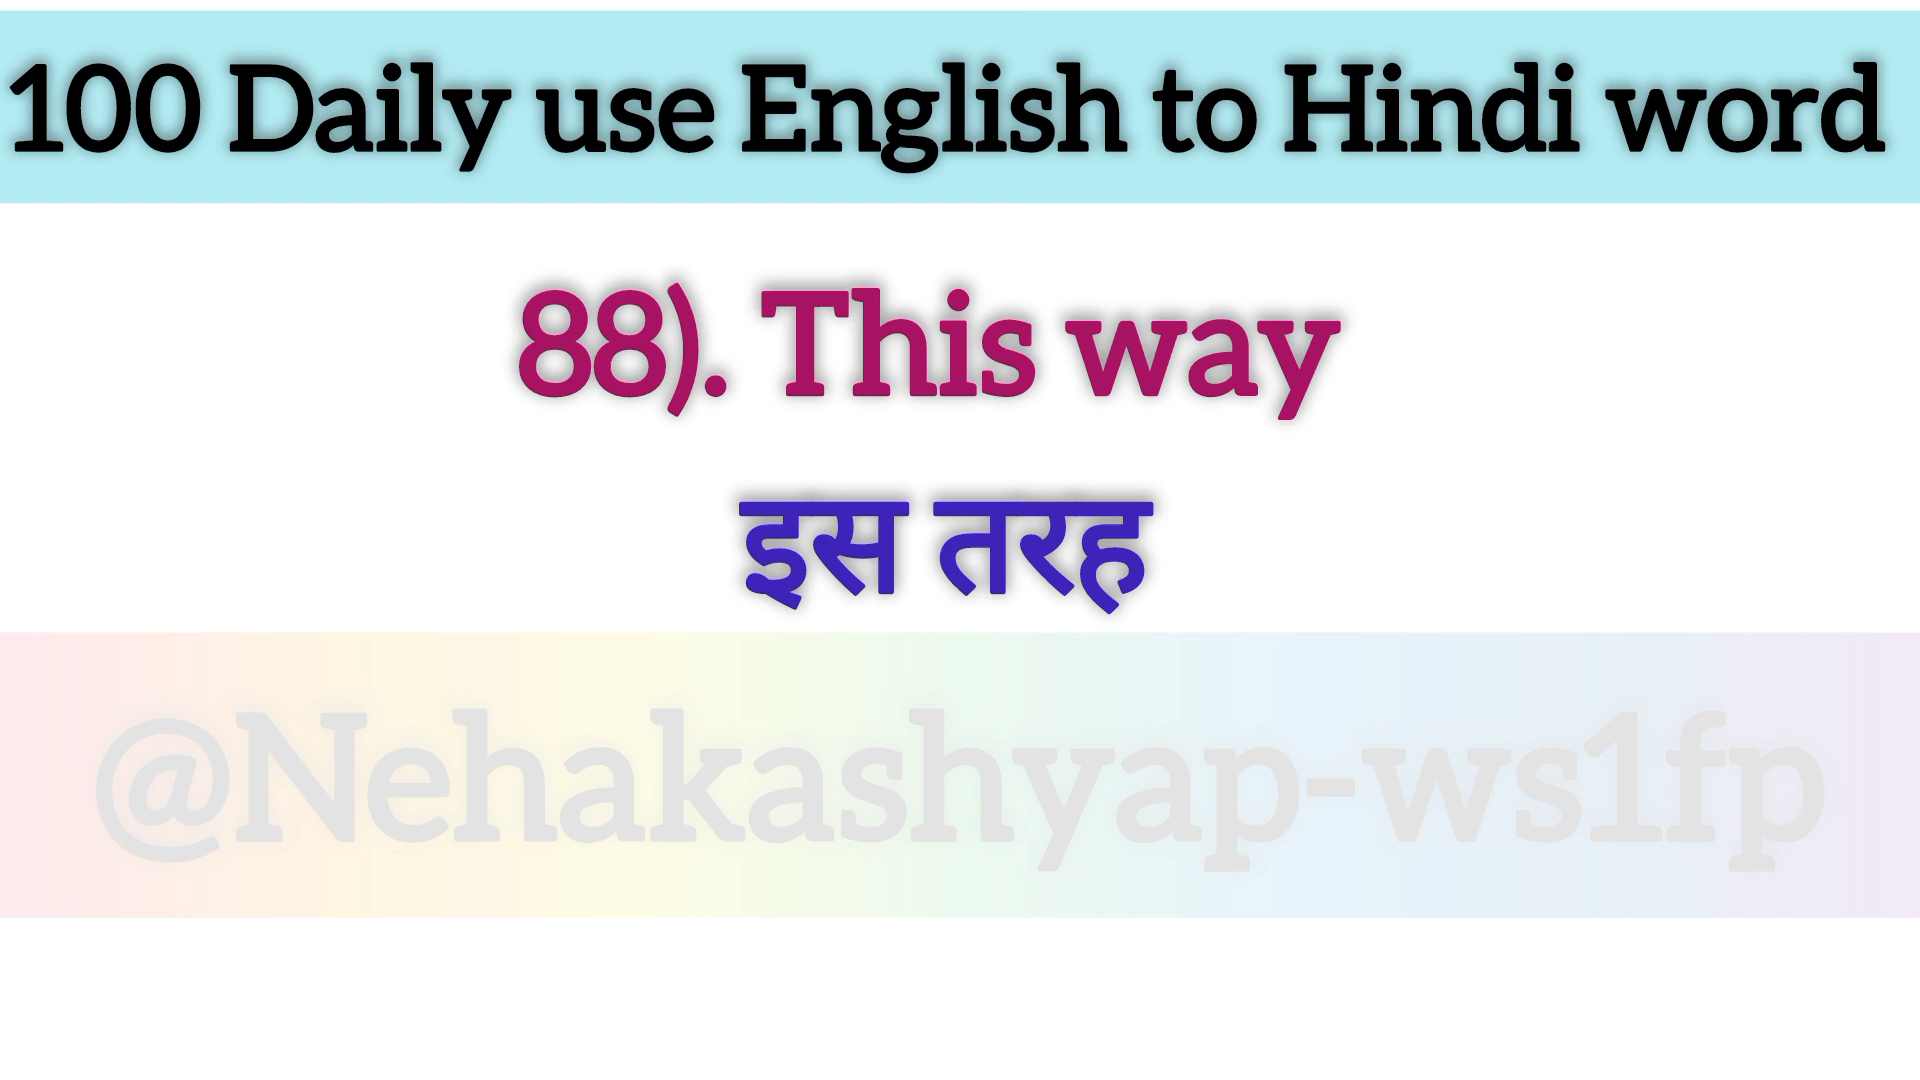 100 Daily use English to Hindi word
88). This way
इस तरह
@Nehakashyap-ws1fp